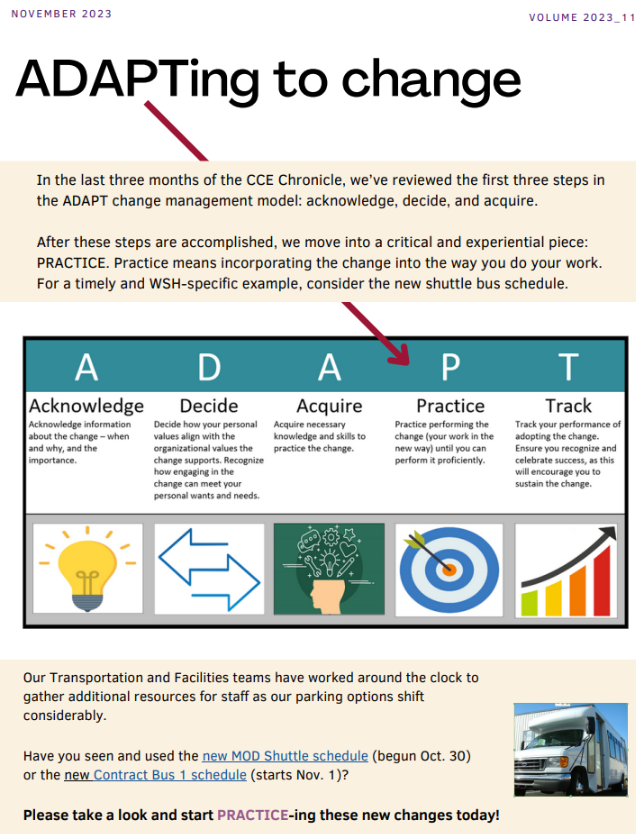 NOVEMBER 2023
VOLUME 2023_11
ADAPTing to change
In the last three months of the CCE Chronicle, we've reviewed the first three steps in
the ADAPT change management model: acknowledge, decide, and acquire.
After these steps are accomplished, we move into a critical and experiential piece:
PRACTICE. Practice means incorporating the change into the way you do your work.
For a timely and WSH-specific example, consider the new shuttle bus schedule.
A
D
A
P
T
Acknowledge
Acknowledge information
about the change – when
and why, and the
importance.
Decide
Decide how your personal
values align with the
organizational values the
change supports. Recognize
how engaging in the
change can meet your
personal wants and needs.
Acquire
Acquire necessary
knowledge and skills to
practice the change.
Practice
Practice performing the
change (your work in the
new way) until you can
perform it proficiently.
Track
Track your performance of
adopting the change.
Ensure you recognize and
celebrate success, as this
will encourage you to
sustain the change.
Our Transportation and Facilities teams have worked around the clock to
gather additional resources for staff as our parking options shift
considerably.
Have you seen and used the new MOD Shuttle schedule (begun Oct. 30)
or the new Contract Bus 1 schedule (starts Nov. 1)?
Please take a look and start PRACTICE-ing these new changes today!